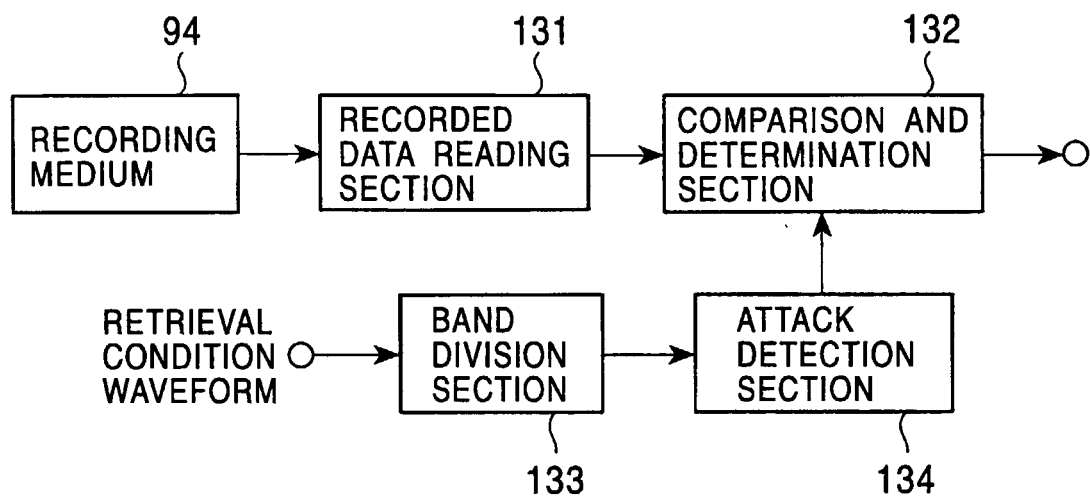 94
131
132
RECORDING
MEDIUM
RECORDED
DATA READING
SECTION
COMPARISON AND
DETERMINATION
SECTION
RETRIEVAL
CONDITION
WAVEFORM
BAND
DIVISION
SECTION
ATTACK
DETECTION
SECTION
133
134